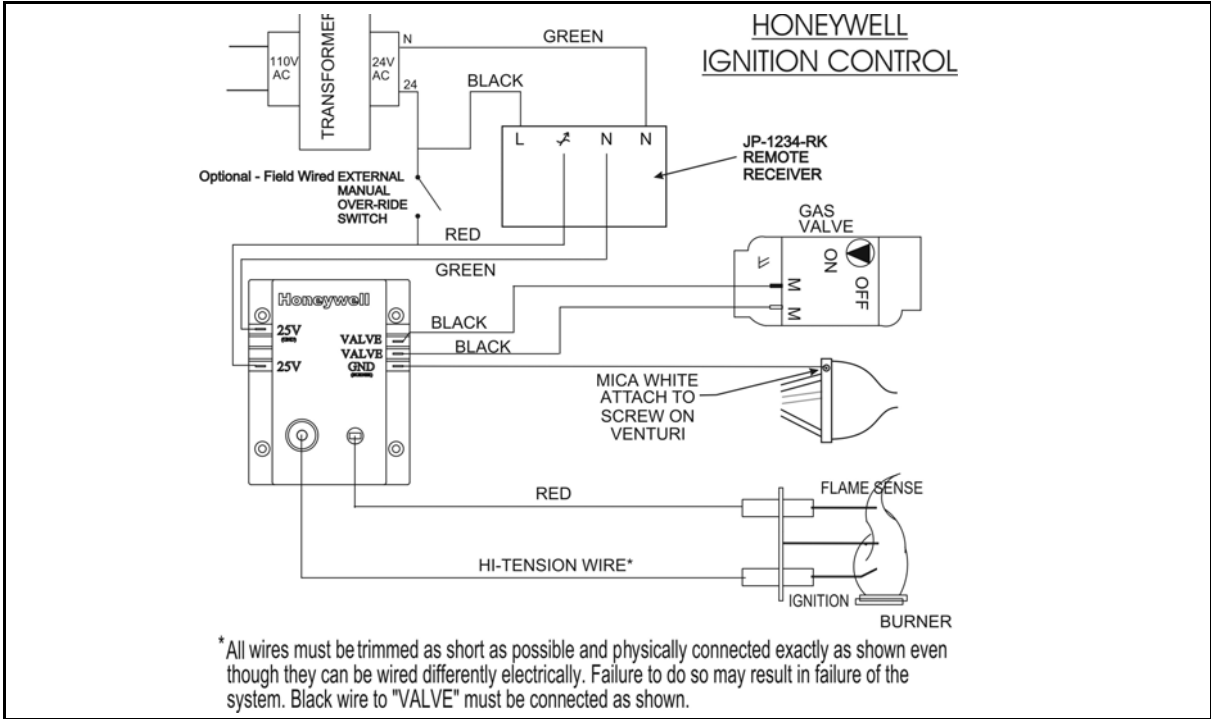 HONEYWELL
IGNITION CONTROL
TRANSFORMER
110V
AC
24V
AC
N
24
GREEN
BLACK
L N N
JP-1234-RK
REMOTE
RECEIVER
Optional - Field Wired EXTERNAL
MANUAL
OVER-RIDE
SWITCH
RED
GREEN
GAS
VALVE
ON
OFF
M
M
Honeywell
25V
(GND)
25V
VALVE
VALVE
GND
(BURNER)
BLACK
BLACK
MICA WHITE
ATTACH TO
SCREW ON
VENTURI
RED
FLAME SENSE
HI-TENSION WIRE*
IGNITION
BURNER
*All wires must be trimmed as short as possible and physically connected exactly as shown even
though they can be wired differently electrically. Failure to do so may result in failure of the
system. Black wire to "VALVE" must be connected as shown.